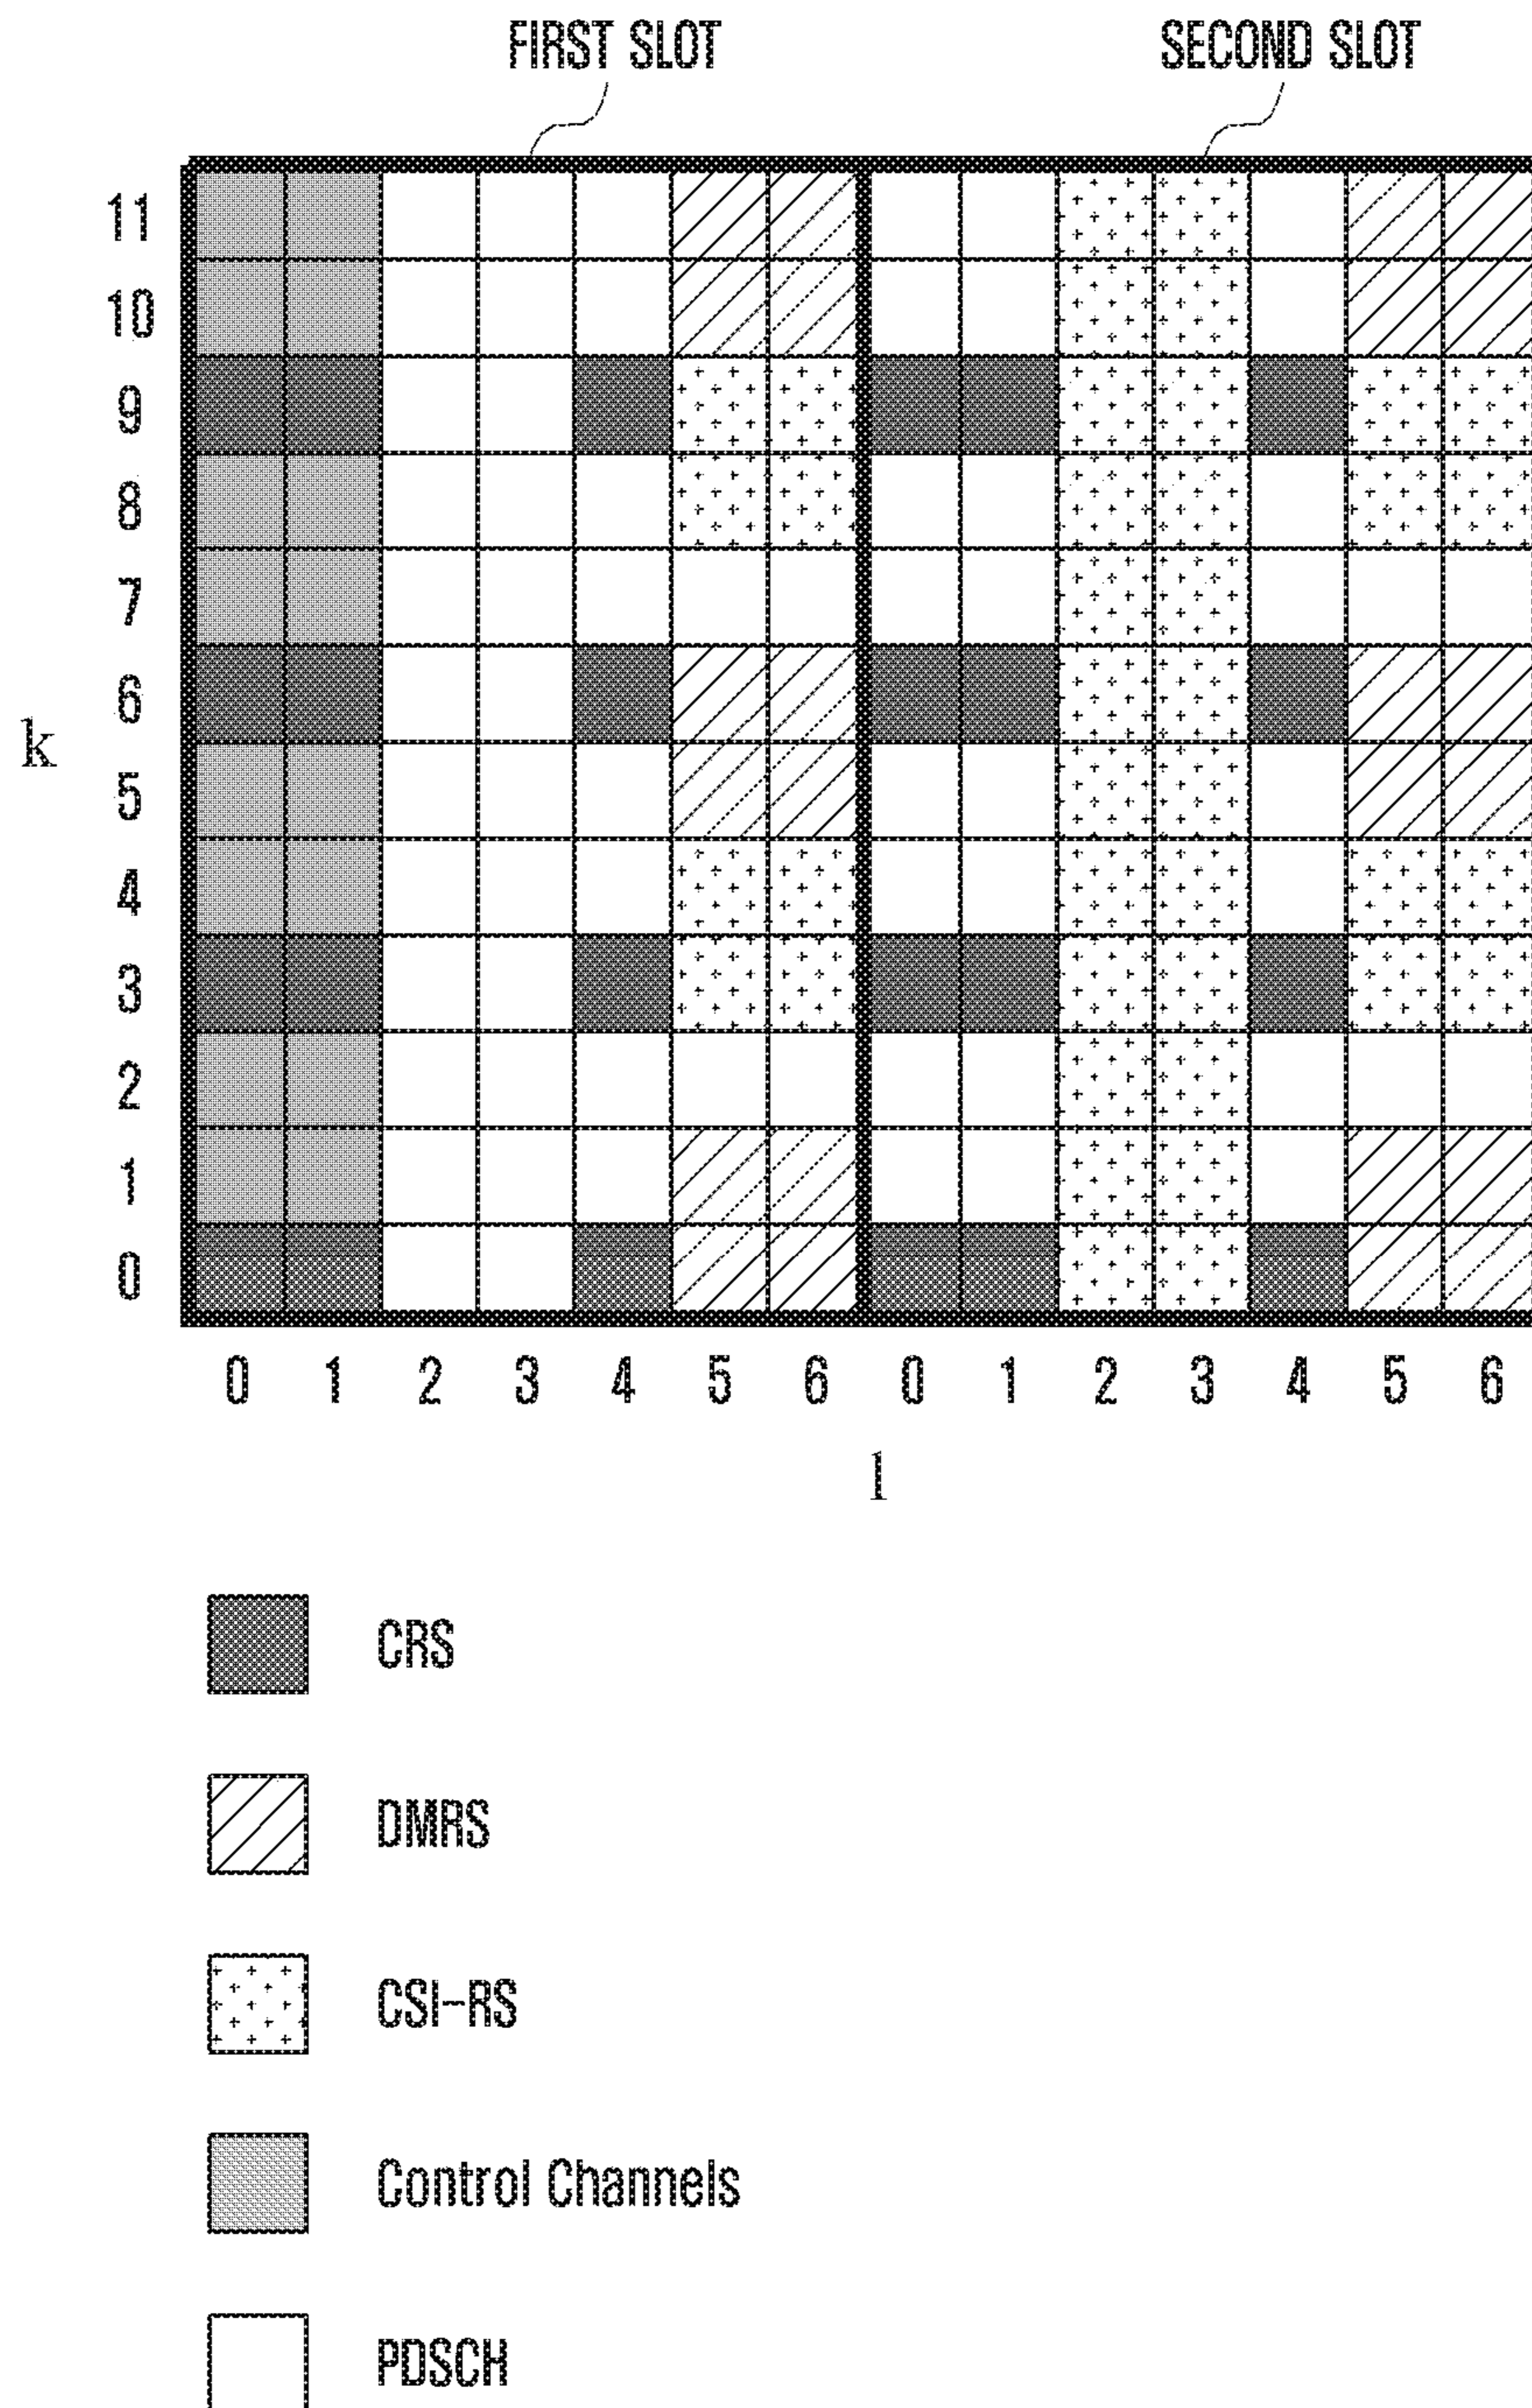 FIRST SLOT SECOND SLOT
11
10
9
8
7
6
k
5
4
3
2
1
0
0 1 2 3 4 5 6 0 1 2 3 4 5 6
l
CRS
DMRS
CSI-RS
Control Channels
PDSCH